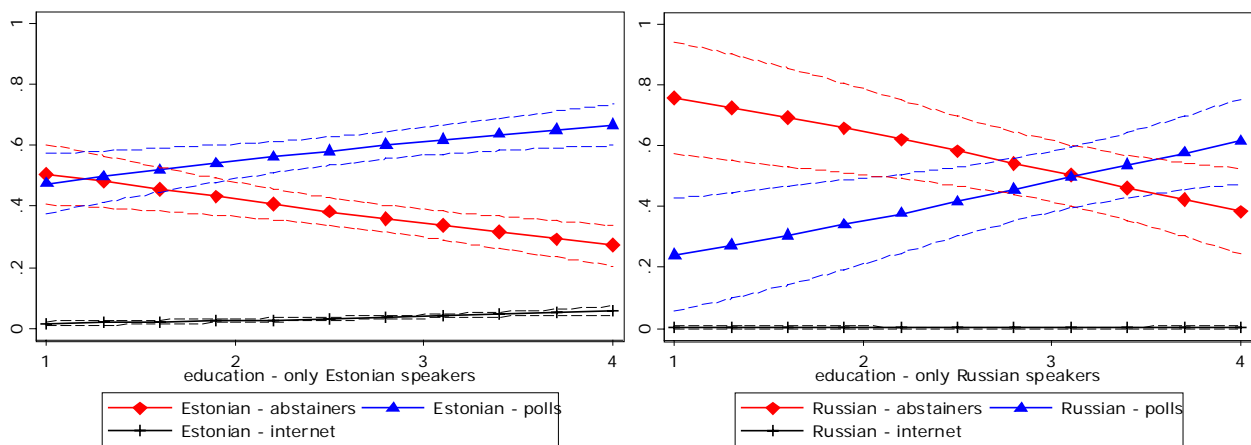 1
.8
.6
.4
.2
0
1 2 3 4
education - only Estonian speakers
Estonian - abstainers Estonian - polls
Estonian - internet
1
.8
.6
.4
.2
0
1 2 3 4
education - only Russian speakers
Russian - abstainers Russian - polls
Russian - internet